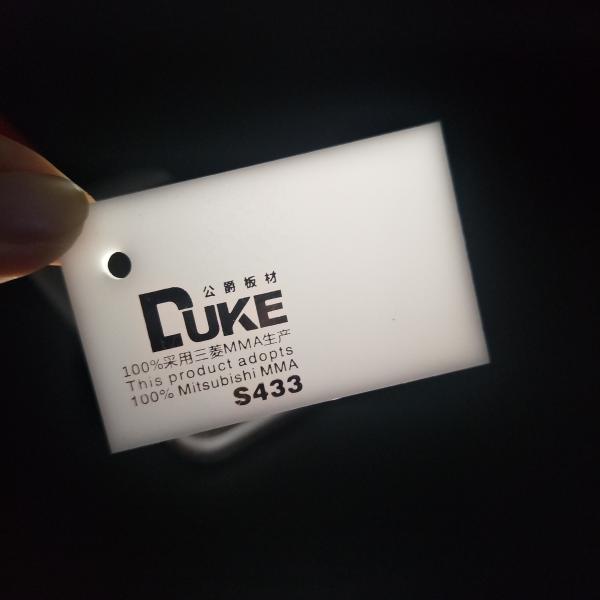 公爵板材
DUKE
100%采用三菱MMA生产
This product adopts
100% Mitsubishi MMA
S433